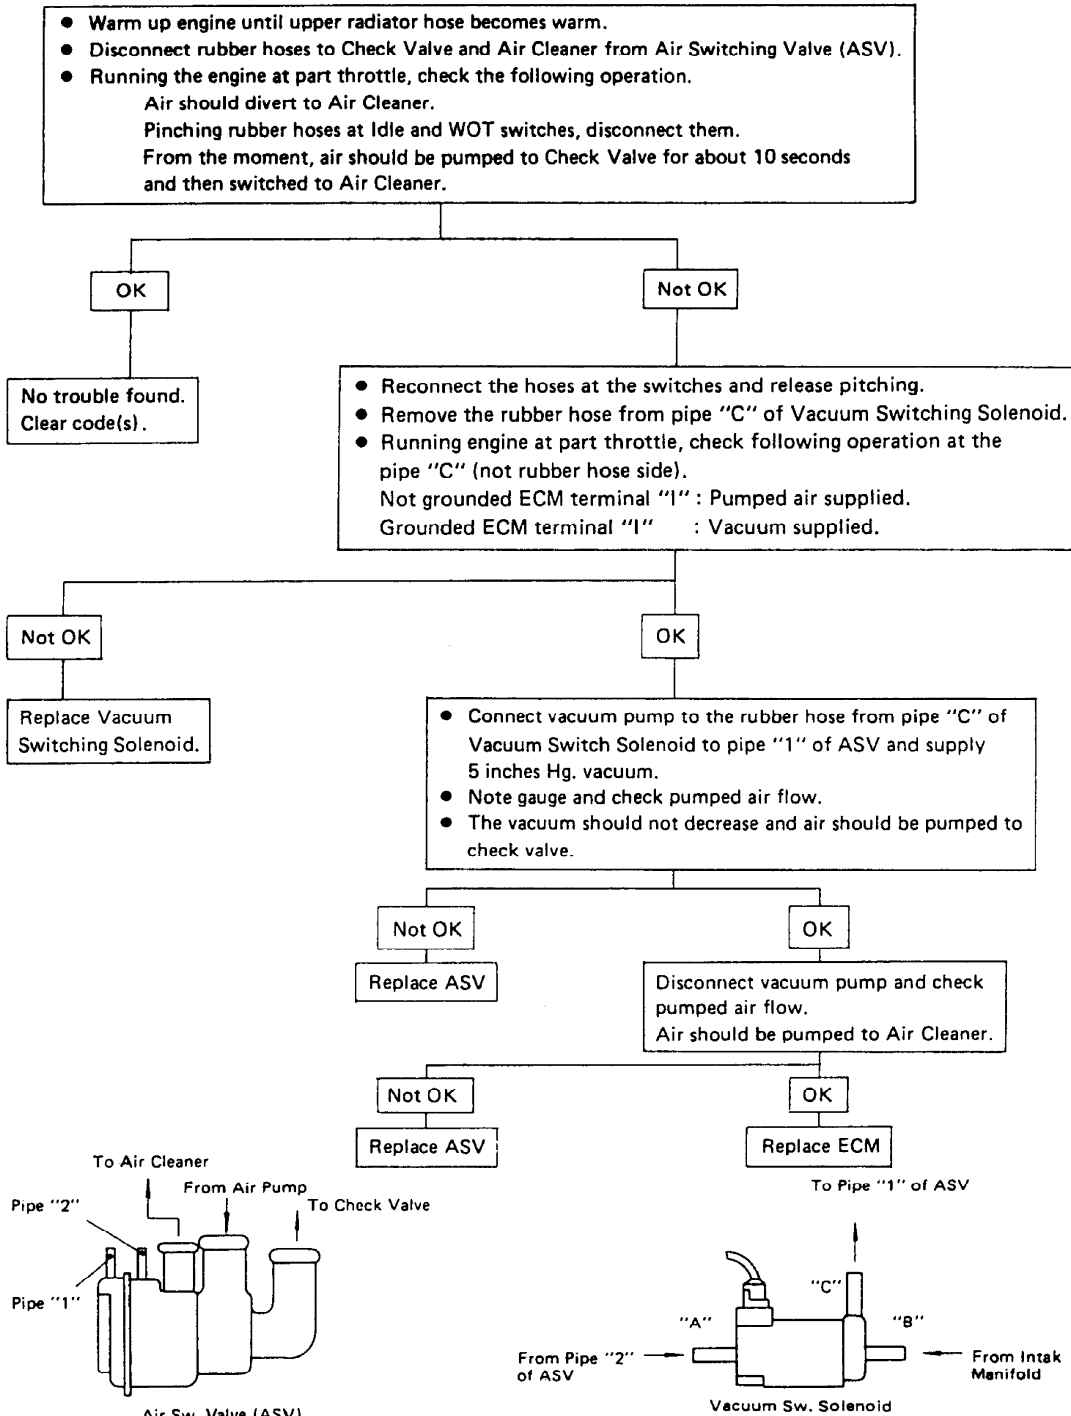 ● Warm up engine until upper radiator hose becomes warm.
● Disconnect rubber hoses to Check Valve and Air Cleaner from Air Switching Valve (ASV).
● Running the engine at part throttle, check the following operation.
Air should divert to Air Cleaner.
Pinching rubber hoses at Idle and WOT switches, disconnect them.
From the moment, air should be pumped to Check Valve for about 10 seconds
and then switched to Air Cleaner.
OK
Not OK
No trouble found.
Clear code(s).
● Reconnect the hoses at the switches and release pitching.
● Remove the rubber hose from pipe "C" of Vacuum Switching Solenoid.
● Running engine at part throttle, check following operation at the
pipe "C" (not rubber hose side).
Not grounded ECM terminal "I" : Pumped air supplied.
Grounded ECM terminal "I" : Vacuum supplied.
Not OK
OK
Replace Vacuum
Switching Solenoid.
● Connect vacuum pump to the rubber hose from pipe "C" of
Vacuum Switch Solenoid to pipe "1" of ASV and supply
5 inches Hg. vacuum.
● Note gauge and check pumped air flow.
● The vacuum should not decrease and air should be pumped to
check valve.
Not OK
OK
Replace ASV
Disconnect vacuum pump and check
pumped air flow.
Air should be pumped to Air Cleaner.
Not OK
OK
Replace ASV
Replace ECM
To Air Cleaner
From Air Pump
To Check Valve
Pipe "2"
Pipe "1"
Air Sw. Valve (ASV)
To Pipe "1" of ASV
"C"
"A"
"B"
From Pipe "2"
of ASV
From Intak
Manifold
Vacuum Sw. Solenoid